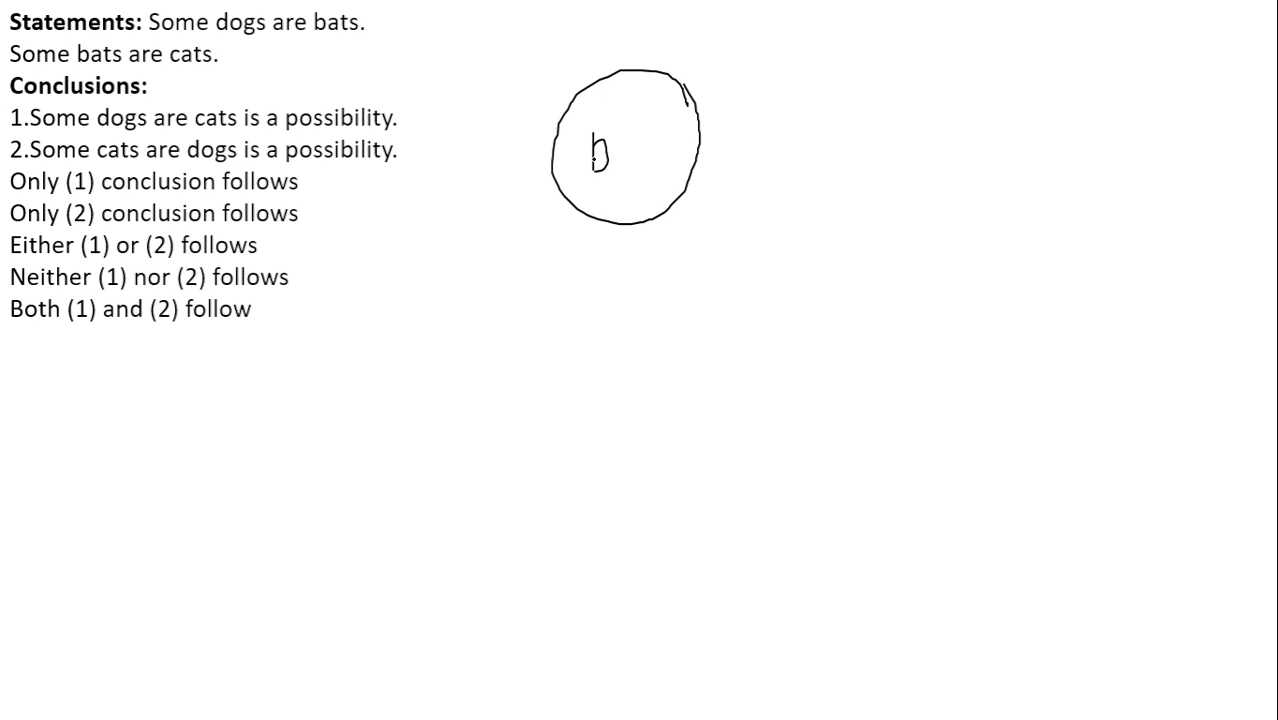 Statements: Some dogs are bats.
Some bats are cats.
Conclusions:
1.Some dogs are cats is a possibility.
2.Some cats are dogs is a possibility.
Only (1) conclusion follows
Only (2) conclusion follows
Either (1) or (2) follows
Neither (1) nor (2) follows
Both (1) and (2) follow